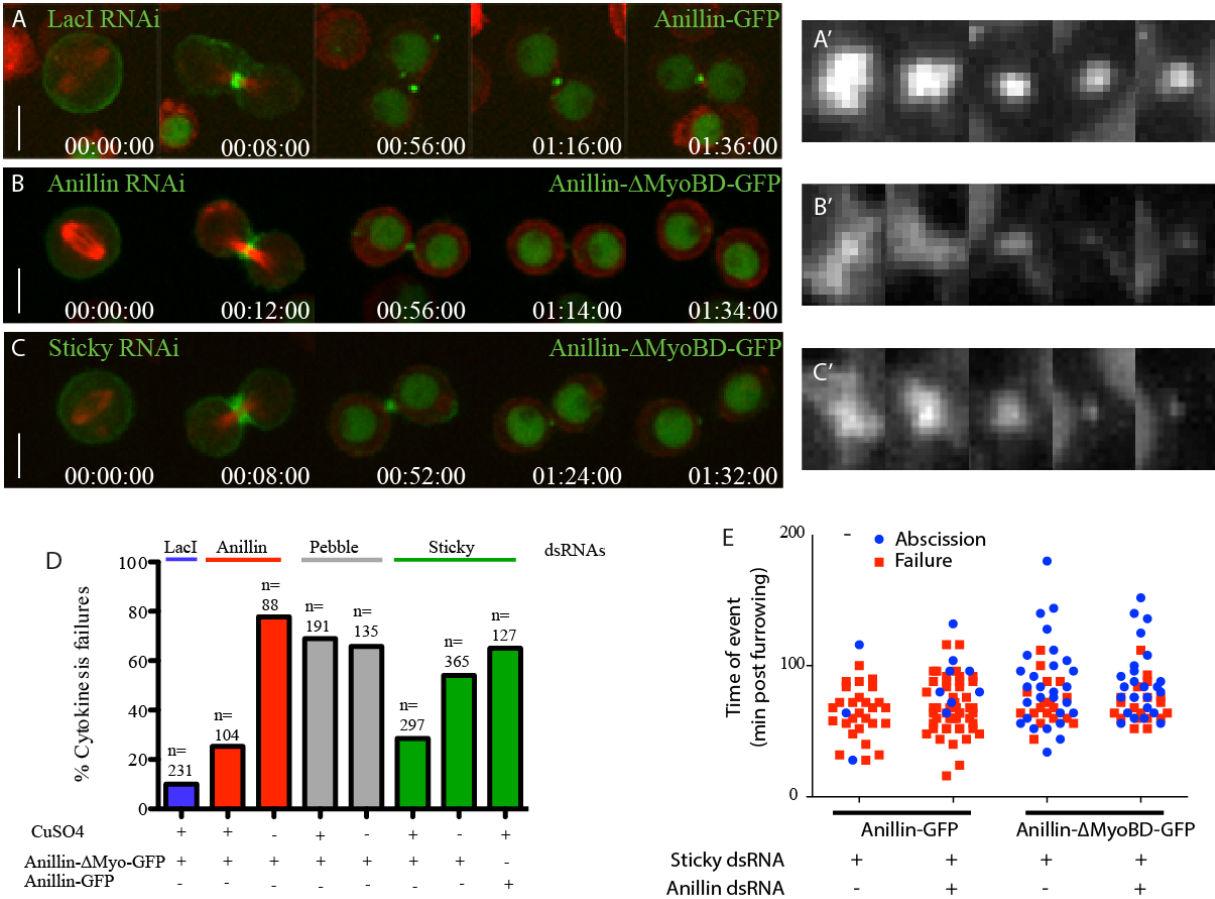 A LacI RNAi Anillin-GFP
00:00:00 00:08:00 00:56:00 01:16:00 01:36:00
A'
B Anillin RNAi Anillin-ΔMyoBD-GFP
00:00:00 00:12:00 00:56:00 01:14:00 01:34:00
B'
C Sticky RNAi Anillin-ΔMyoBD-GFP
00:00:00 00:08:00 00:52:00 01:24:00 01:32:00
C'
D
LacI Anillin Pebble Sticky dsRNAs
% Cytokinesis failures
100
80
60
40
20
0
n= 231
n= 104
n= 88
n= 191
n= 135
n= 297
n= 365
n= 127
CuSO4 + + - + - + - +
Anillin-ΔMyo-GFP + + + + + + + -
Anillin-GFP - - - - - - - +
E
Time of event
(min post furrowing)
200
100
0
-
Abscission
Failure
Anillin-GFP Anillin-ΔMyoBD-GFP
Sticky dsRNA + + + +
Anillin dsRNA - + - +